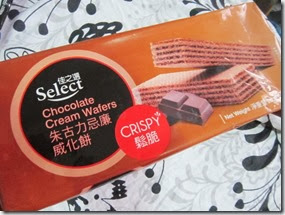 佳之選
Select
Chocolate
Cream Wafers
朱古力忌廉
威化餅
CRISPY
鬆脆
Net Weight